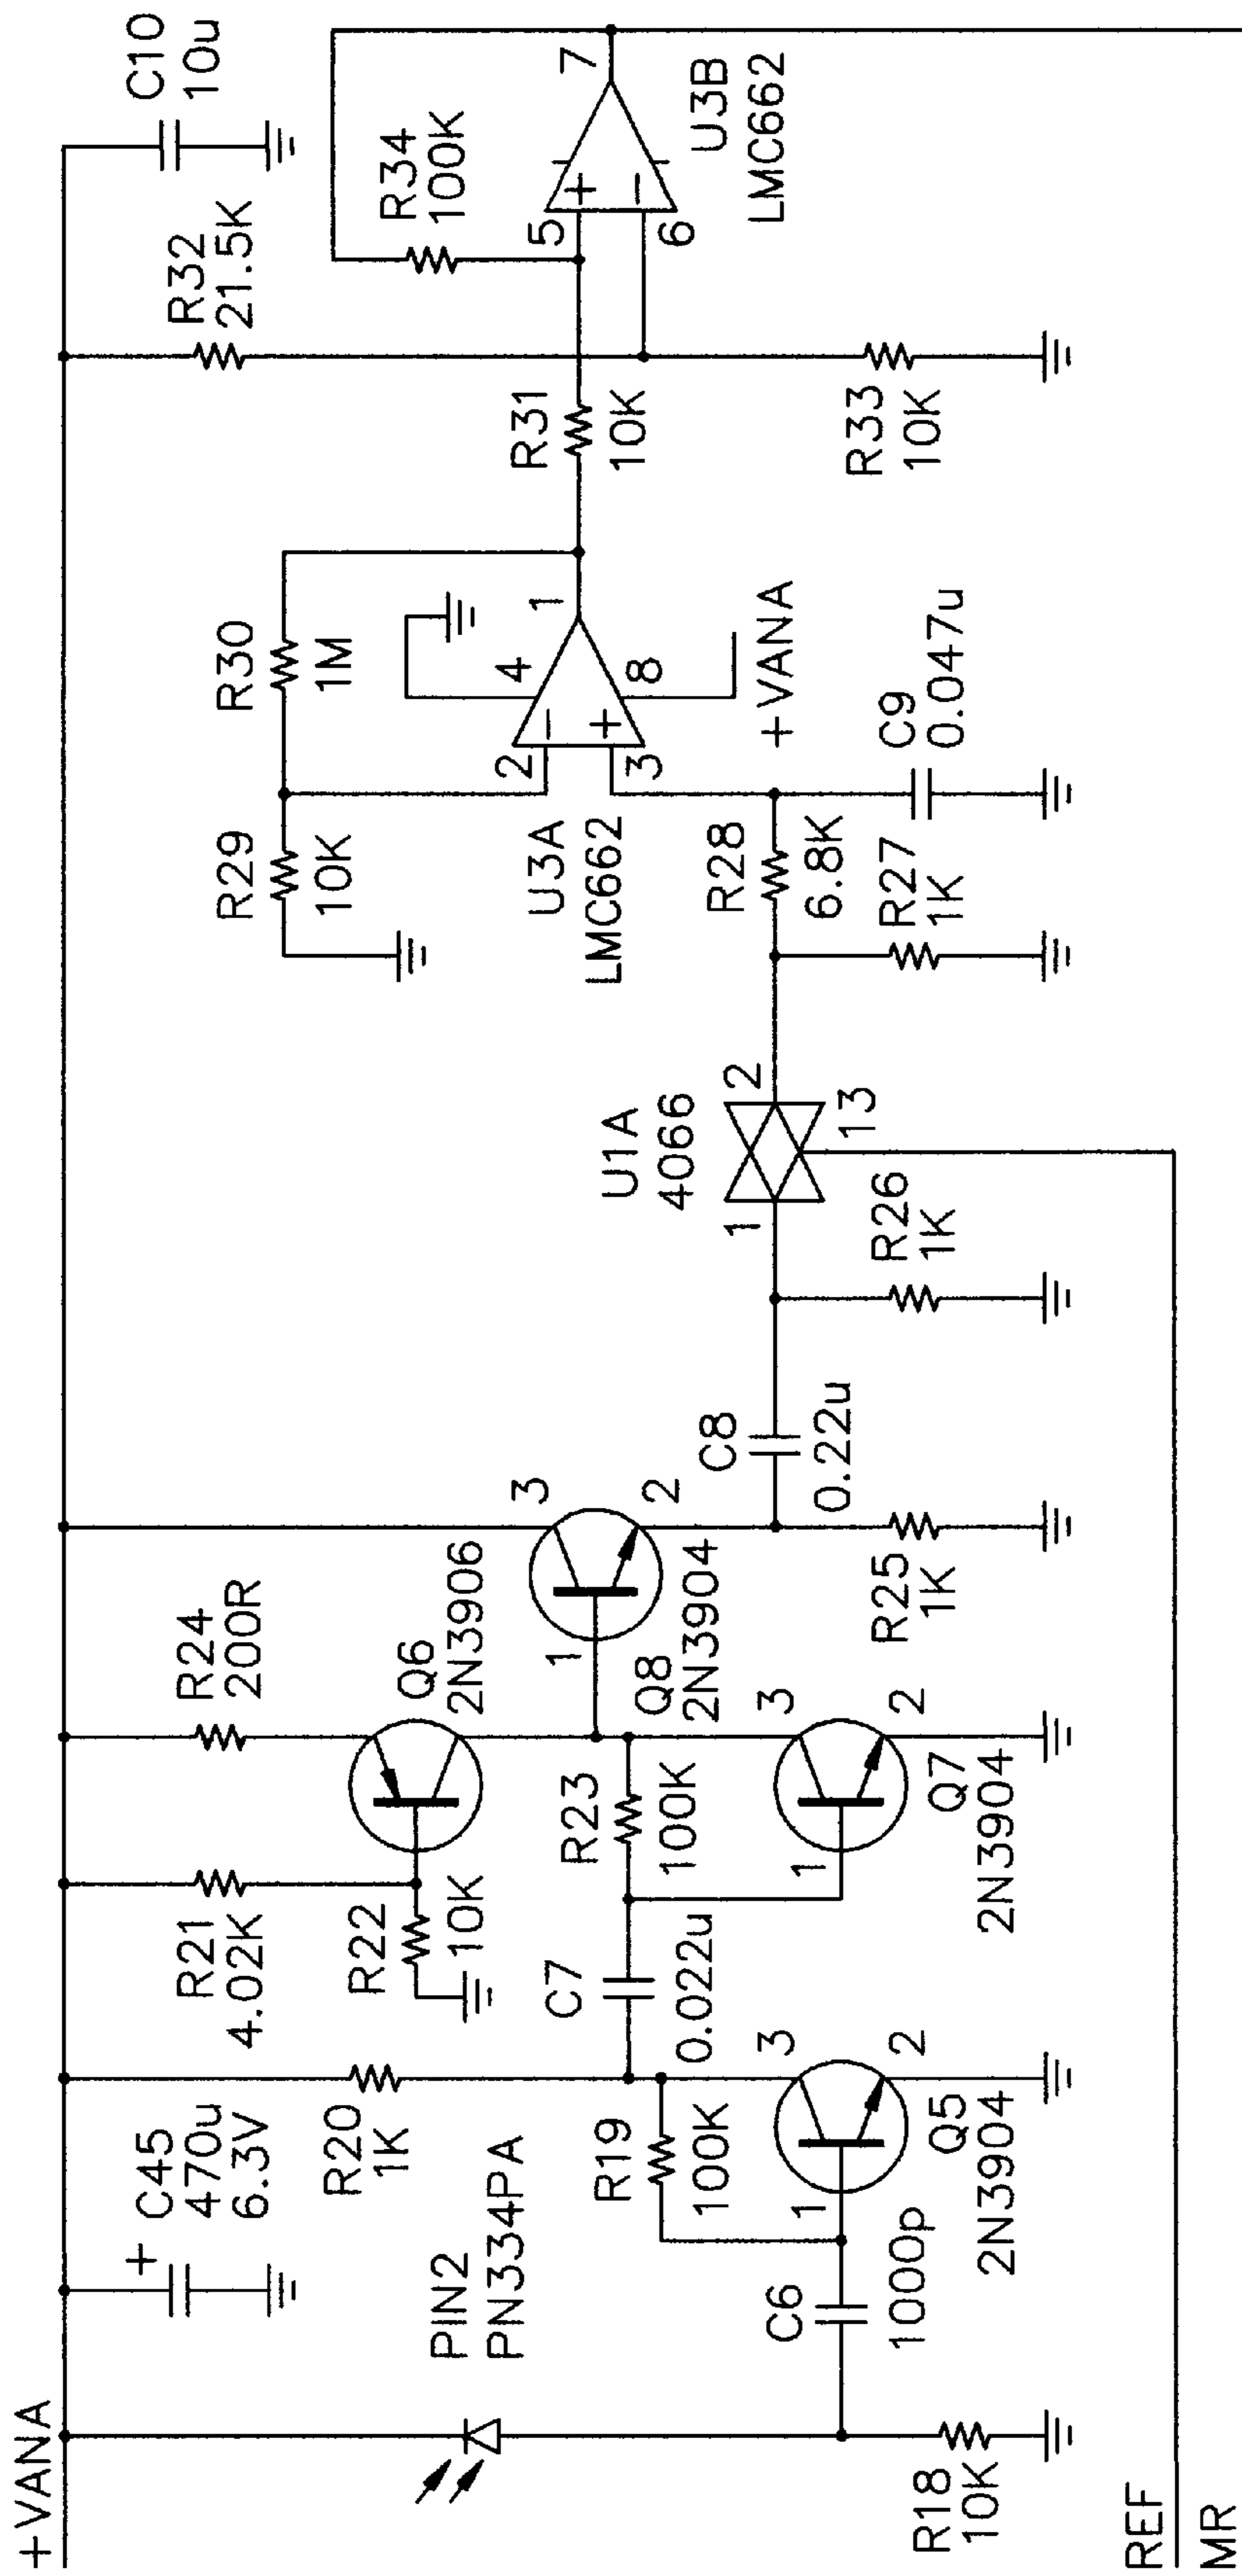 +VANA
C45
470u
6.3V
+
PIN2
PN334PA
R18
10K
C6
1000p
R19
100K
R20
1K
1
3
2
Q5
2N3904
C7
0.022u
R21
4.02K
R22
10K
R23
100K
R24
200R
Q6
2N3906
1
3
2
Q7
2N3904
1
3
2
Q8
2N3904
R25
1K
C8
0.22u
R26
1K
U1A
4066
1
2
13
R27
1K
R28
6.8K
C9
0.047u
R29
10K
R30
1M
U3A
LMC662
2
3
4
8
1
-
+
+VANA
R31
10K
R32
21.5K
R33
10K
R34
100K
C10
10u
5
6
7
+
-
U3B
LMC662
REF
MR